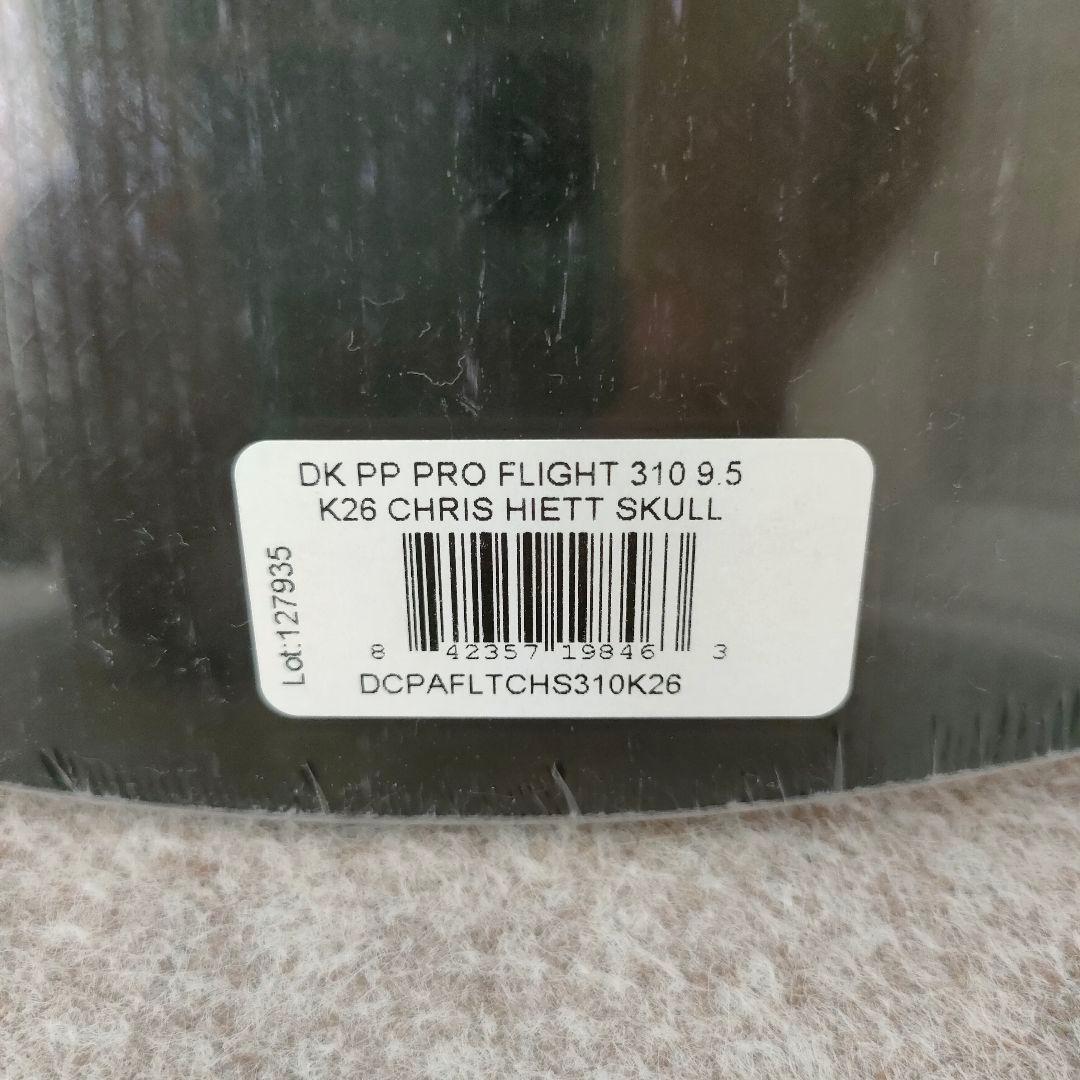 DK PP PRO FLIGHT 310 9.5
K26 CHRIS HIETT SKULL
Lot:127935
8 42357 19846 3
DCPAFLTCHS310K26